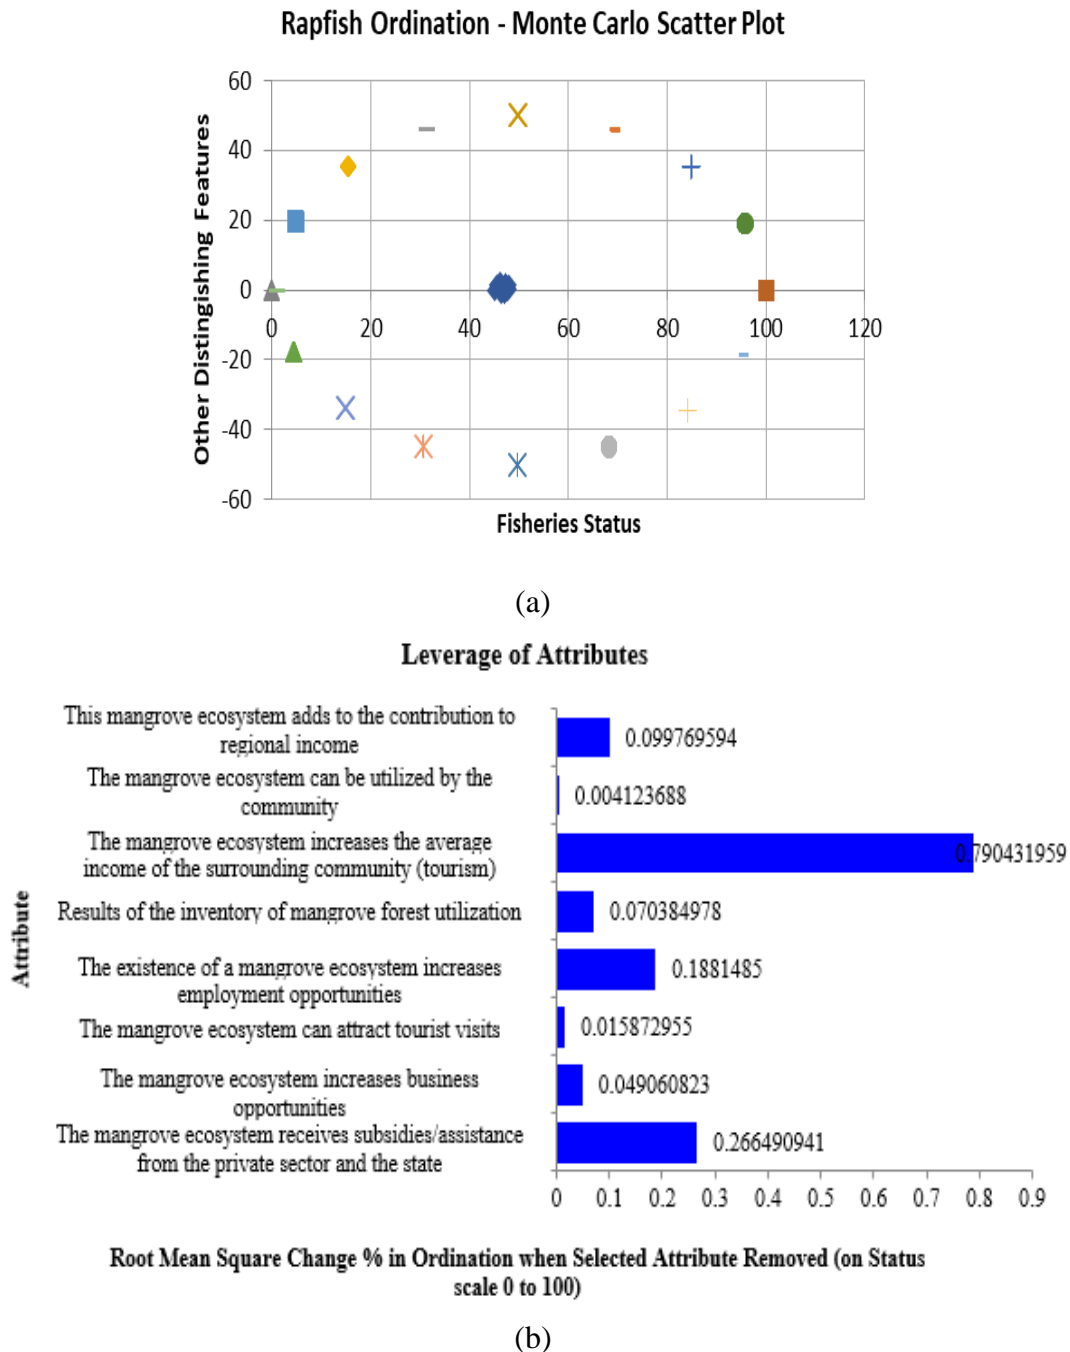 Rapfish Ordination - Monte Carlo Scatter Plot
Other Distingishing Features
60
40
20
0
-20
-40
-60
0 20 40 60 80 100 120
Fisheries Status
(a)
Leverage of Attributes
Attribute
This mangrove ecosystem adds to the contribution to
regional income
0.099769594
The mangrove ecosystem can be utilized by the
community
0.004123688
The mangrove ecosystem increases the average
income of the surrounding community (tourism)
0.790431959
Results of the inventory of mangrove forest utilization
0.070384978
The existence of a mangrove ecosystem increases
employment opportunities
0.1881485
The mangrove ecosystem can attract tourist visits
0.015872955
The mangrove ecosystem increases business
opportunities
0.049060823
The mangrove ecosystem receives subsidies/assistance
from the private sector and the state
0.266490941
0 0.1 0.2 0.3 0.4 0.5 0.6 0.7 0.8 0.9
Root Mean Square Change % in Ordination when Selected Attribute Removed (on Status
scale 0 to 100)
(b)